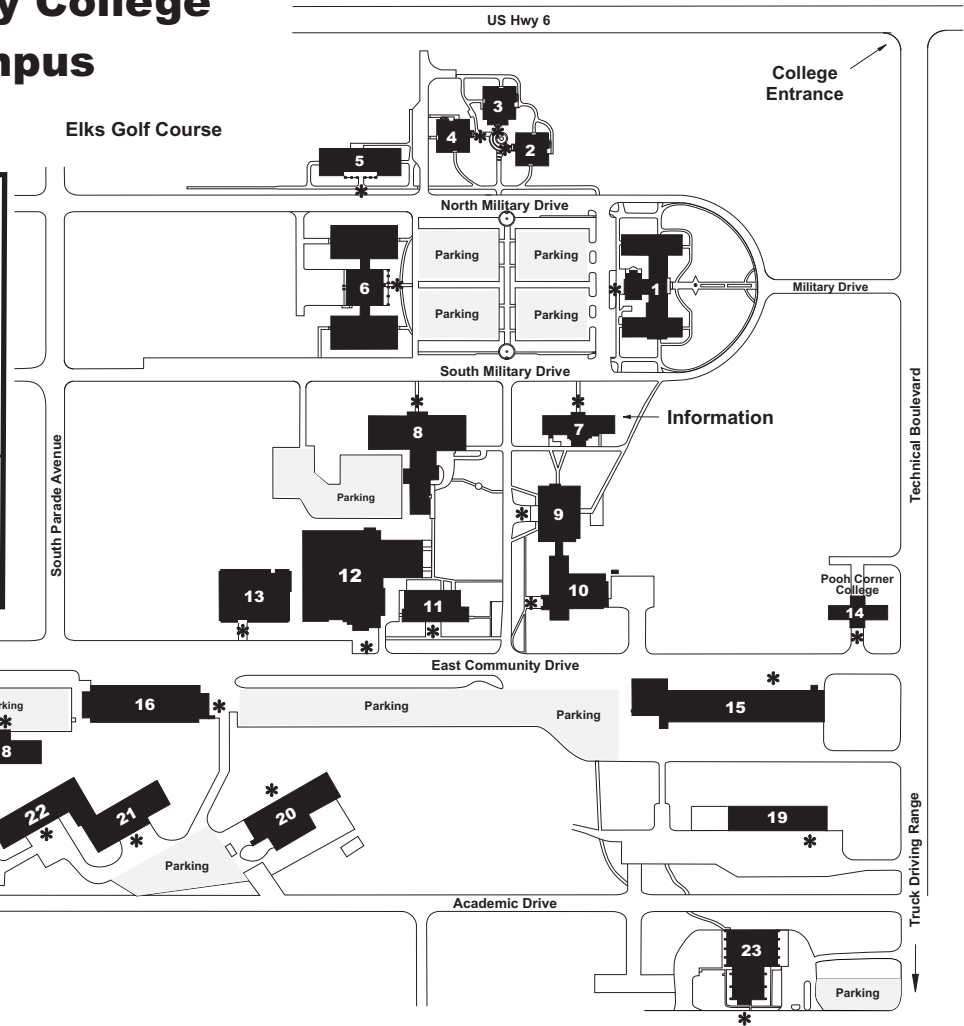 y College
mpus
US Hwy 6
College
Entrance
Elks Golf Course
3
4
2
5
North Military Drive
Parking
Parking
6
1
Military Drive
Parking
Parking
South Military Drive
Information
7
8
Technical Boulevard
South Parade Avenue
Parking
9
12
10
13
11
Pooh Corner
College
14
East Community Drive
16
Parking
Parking
15
rking
8
22
21
20
19
Parking
Truck Driving Range
Academic Drive
23
Parking